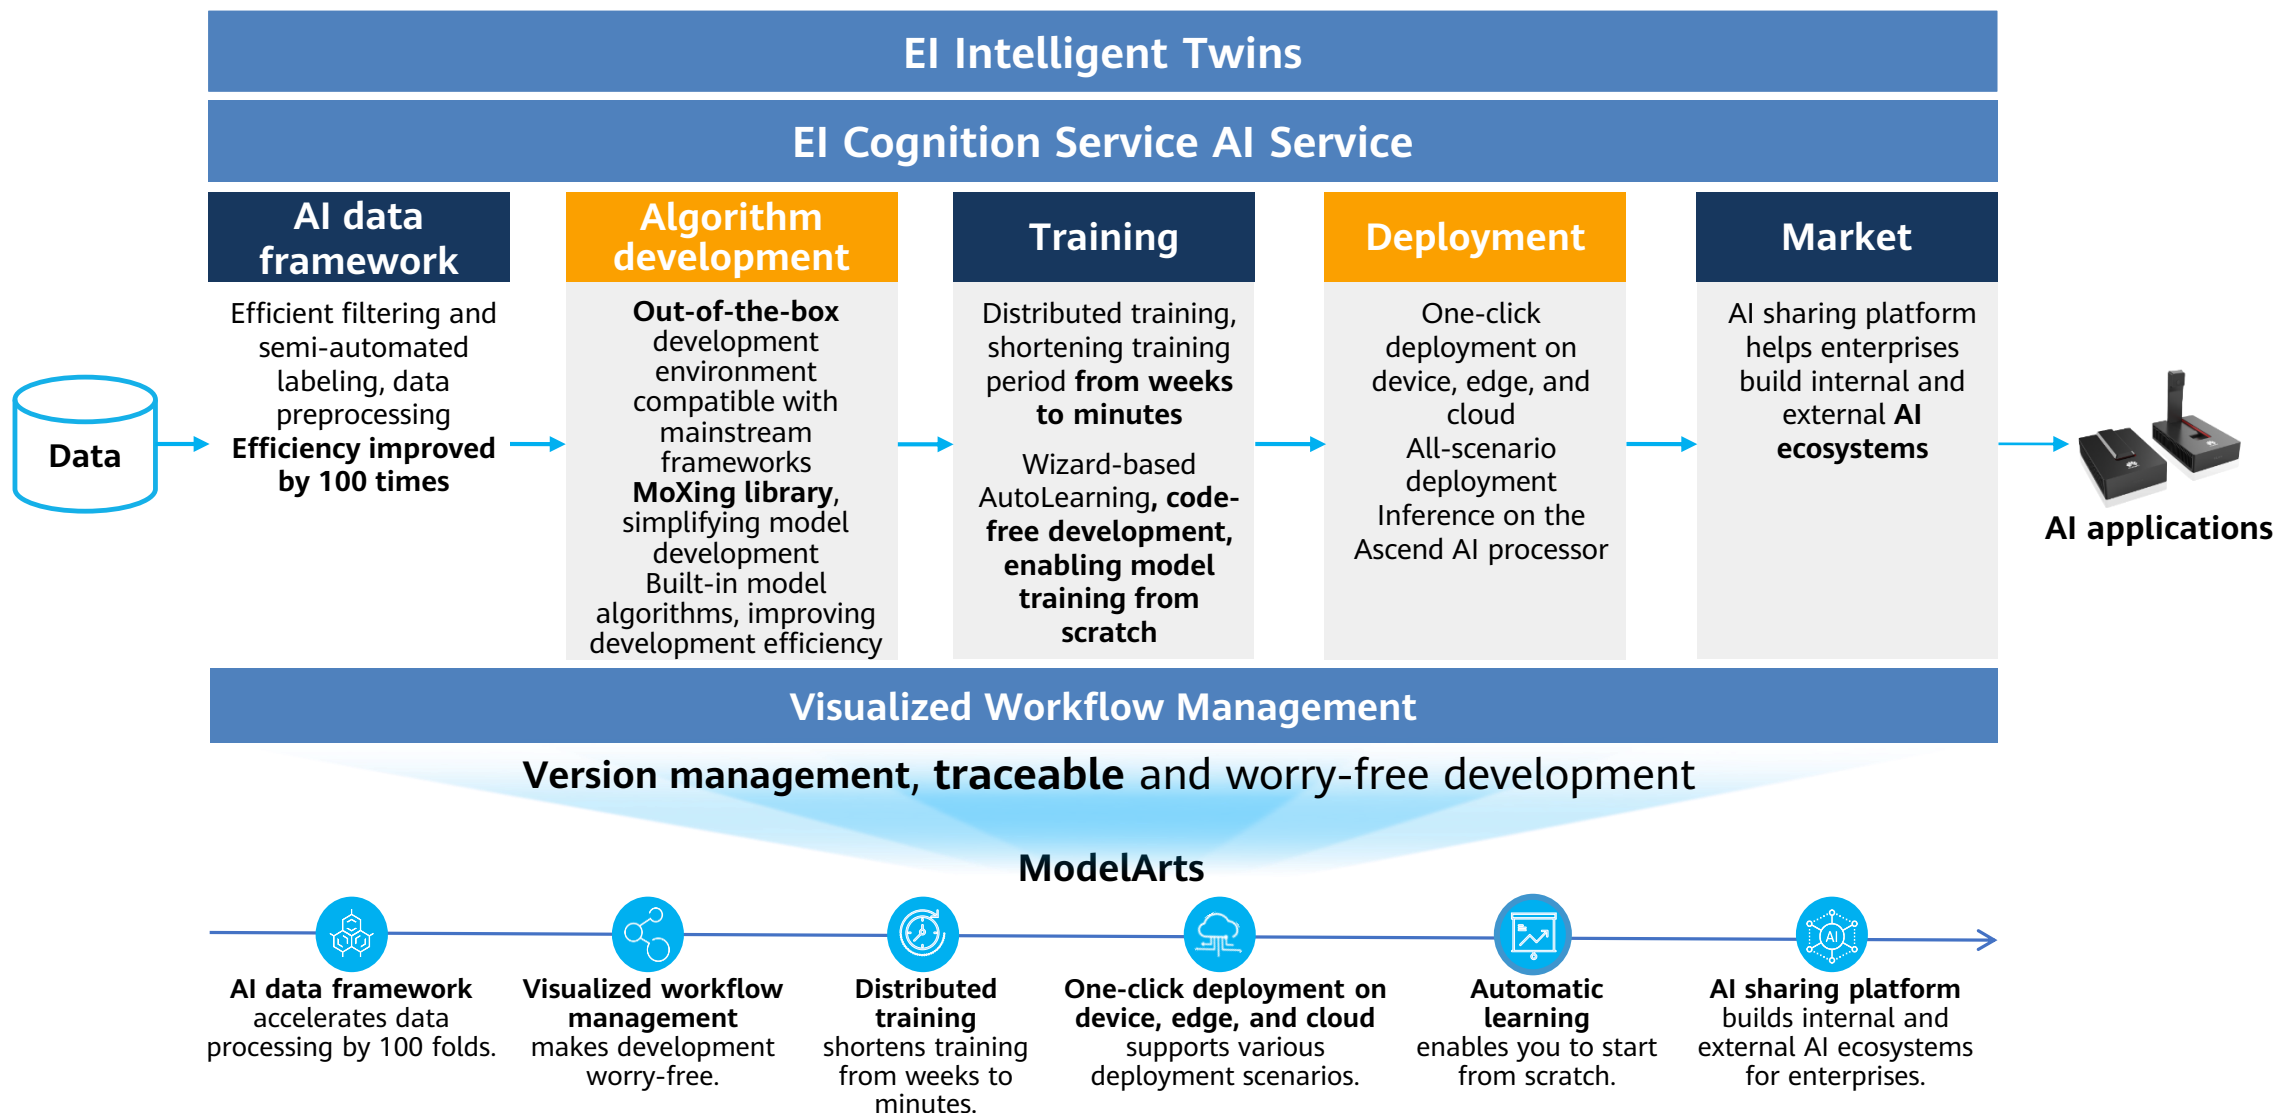 EI Intelligent Twins
EI Cognition Service AI Service
AI data
framework
Efficient filtering and
semi-automated
labeling, data
preprocessing
Efficiency improved
by 100 times
Algorithm
development
Out-of-the-box
development
environment
compatible with
mainstream
frameworks
MoXing library,
simplifying model
development
Built-in model
algorithms, improving
development efficiency
Training
Distributed training,
shortening training
period from weeks
to minutes
Wizard-based
AutoLearning, code-
free development,
enabling model
training from
scratch
Deployment
One-click
deployment on
device, edge, and
cloud
All-scenario
deployment
Inference on the
Ascend AI processor
Market
AI sharing platform
helps enterprises
build internal and
external AI
ecosystems
Data
AI applications
Visualized Workflow Management
Version management, traceable and worry-free development
ModelArts
AI data framework
accelerates data
processing by 100 folds.
Visualized workflow
management
makes development
worry-free.
Distributed
training
shortens training
from weeks to
minutes.
One-click deployment on
device, edge, and cloud
supports various
deployment scenarios.
Automatic
learning
enables you to start
from scratch.
AI
AI sharing platform
builds internal and
external AI ecosystems
for enterprises.